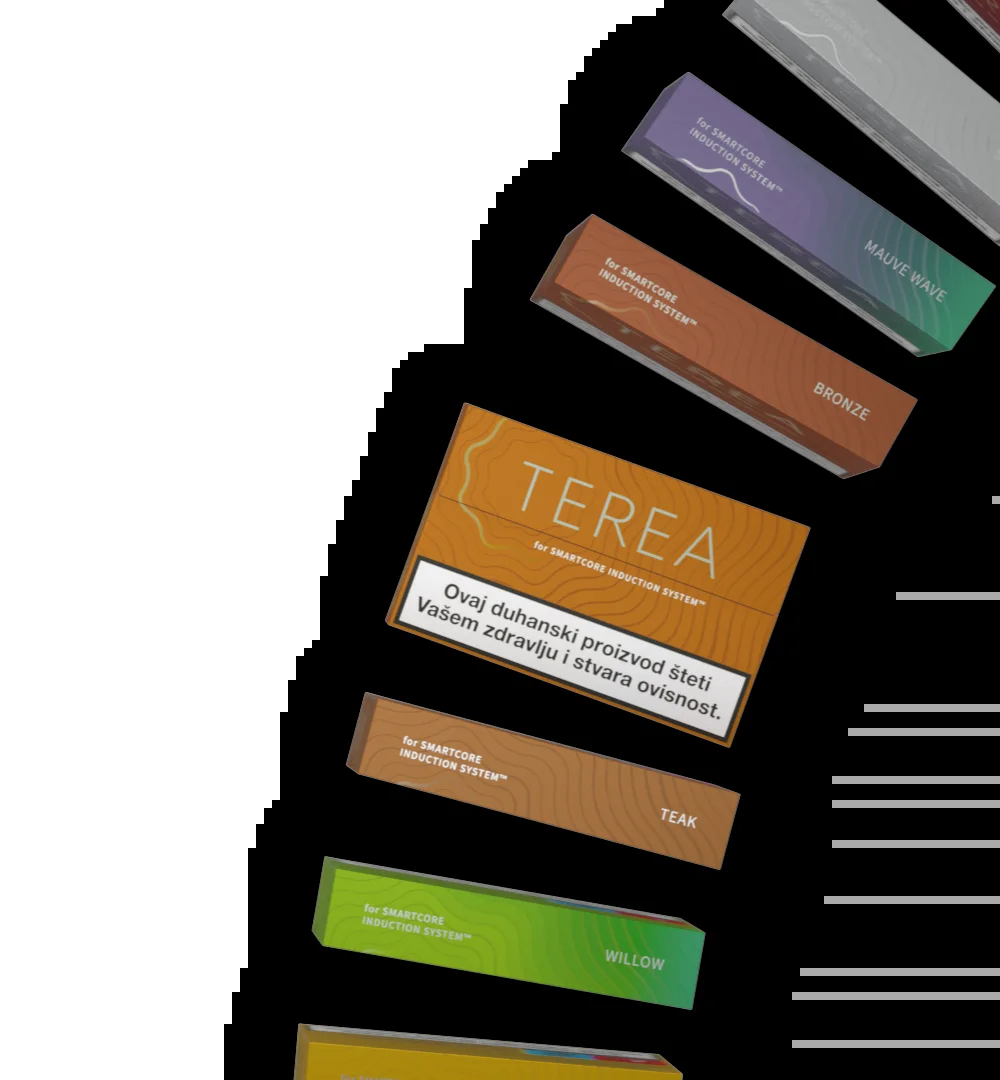 for SMARTCORE
INDUCTION SYSTEM™
MAUVE WAVE
for SMARTCORE
INDUCTION SYSTEM™
TEREA
BRONZE
TEREA
for SMARTCORE INDUCTION SYSTEM™
Ovaj duhanski proizvod šteti
Vašem zdravlju i stvara ovisnost.
for SMARTCORE
INDUCTION SYSTEM™
TEAK
for SMARTCORE
INDUCTION SYSTEM™
WILLOW